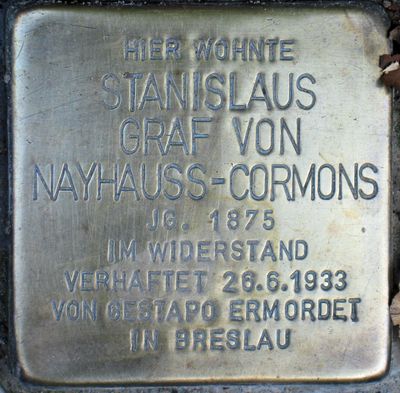 HIER WOHNTE
STANISLAUS
GRAF VON
NAYHAUSS-CORMONS
JG. 1875
IM WIDERSTAND
VERHAFTET 26.6.1933
VON GESTAPO ERMORDET
IN BRESLAU